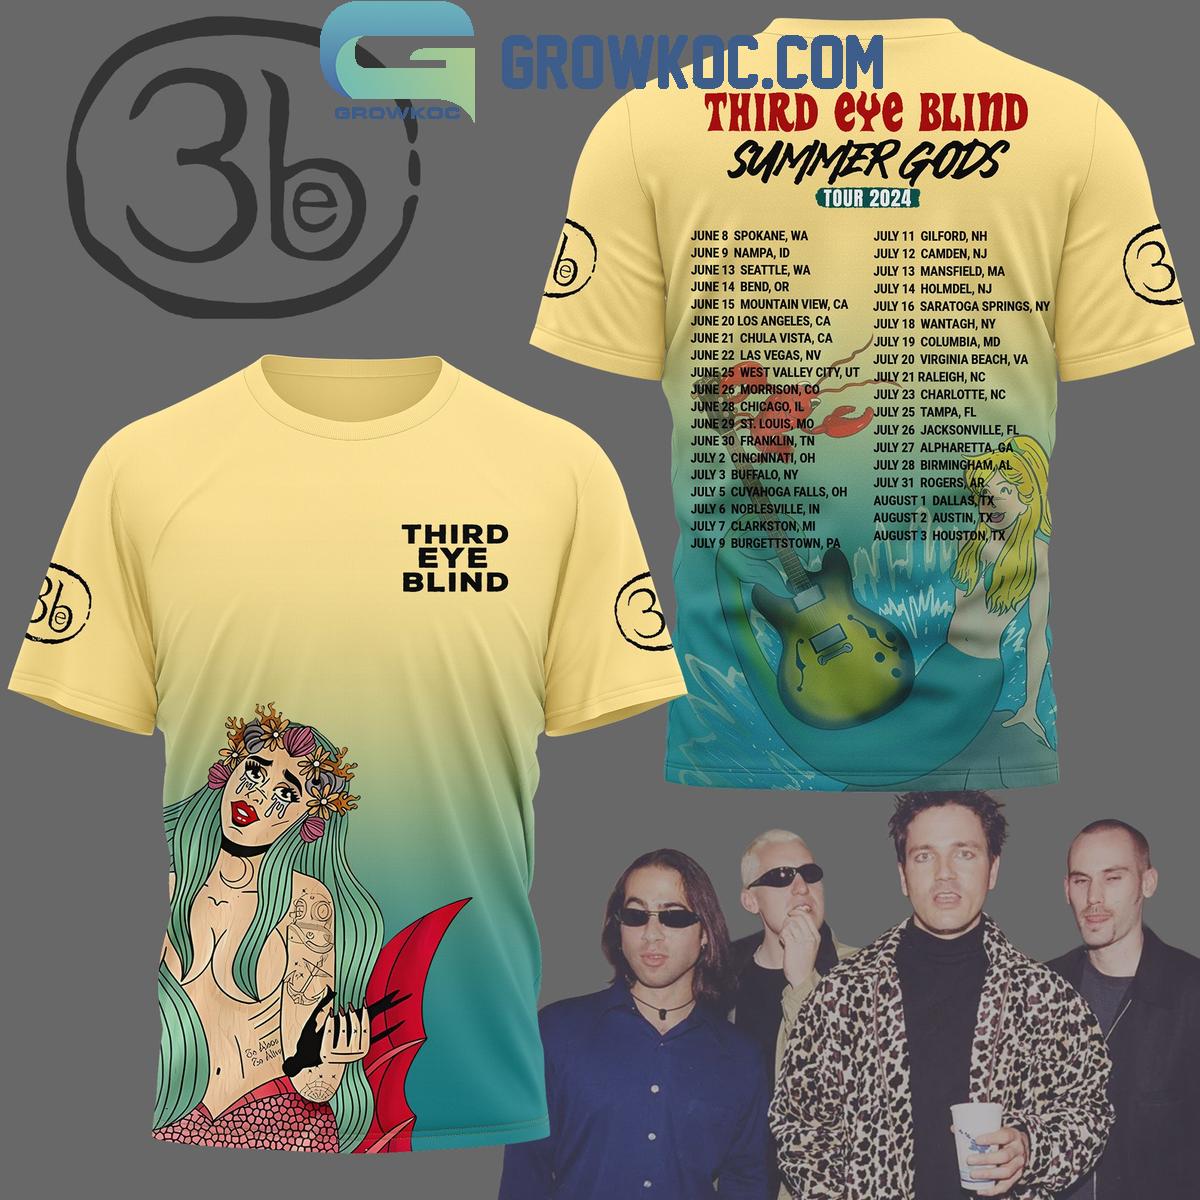 3be
GROWKOC
GROWKOC.COM
THIRD EYE BLIND
SUMMER GODS
TOUR 2024
JUNE 8 SPOKANE, WA
JUNE 9 NAMPA, ID
JUNE 13 SEATTLE, WA
JUNE 14 BEND, OR
JUNE 15 MOUNTAIN VIEW, CA
JUNE 20 LOS ANGELES, CA
JUNE 21 CHULA VISTA, CA
JUNE 22 LAS VEGAS, NV
JUNE 25 WEST VALLEY CITY, UT
JUNE 26 MORRISON, CO
JUNE 28 CHICAGO, IL
JUNE 29 ST. LOUIS, MO
JUNE 30 FRANKLIN, TN
JULY 2 CINCINNATI, OH
JULY 3 BUFFALO, NY
JULY 5 CUYAHOGA FALLS, OH
JULY 6 NOBLESVILLE, IN
JULY 7 CLARKSTON, MI
JULY 9 BURGETTSTOWN, PA
JULY 11 GILFORD, NH
JULY 12 CAMDEN, NJ
JULY 13 MANSFIELD, MA
JULY 14 HOLMDEL, NJ
JULY 16 SARATOGA SPRINGS, NY
JULY 18 WANTAGH, NY
JULY 19 COLUMBIA, MD
JULY 20 VIRGINIA BEACH, VA
JULY 21 RALEIGH, NC
JULY 23 CHARLOTTE, NC
JULY 25 TAMPA, FL
JULY 26 JACKSONVILLE, FL
JULY 27 ALPHARETTA, GA
JULY 28 BIRMINGHAM, AL
JULY 31 ROGERS, AR
AUGUST 1 DALLAS, TX
AUGUST 2 AUSTIN, TX
AUGUST 3 HOUSTON, TX
be
3
THIRD
EYE
BLIND
3be
3